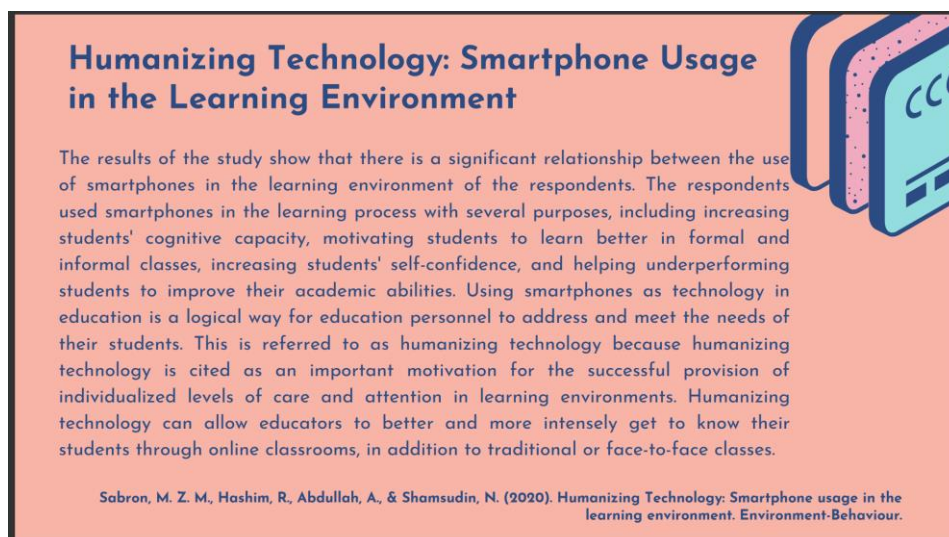 Humanizing Technology: Smartphone Usage
in the Learning Environment
The results of the study show that there is a significant relationship between the use
of smartphones in the learning environment of the respondents. The respondents
used smartphones in the learning process with several purposes, including increasing
students' cognitive capacity, motivating students to learn better in formal and
informal classes, increasing students' self-confidence, and helping underperforming
students to improve their academic abilities. Using smartphones as technology in
education is a logical way for education personnel to address and meet the needs of
their students. This is referred to as humanizing technology because humanizing
technology is cited as an important motivation for the successful provision of
individualized levels of care and attention in learning environments. Humanizing
technology can allow educators to better and more intensely get to know their
students through online classrooms, in addition to traditional or face-to-face classes.
Sabron, M. Z. M., Hashim, R., Abdullah, A., & Shamsudin, N. (2020). Humanizing Technology: Smartphone usage in the
learning environment. Environment-Behaviour.